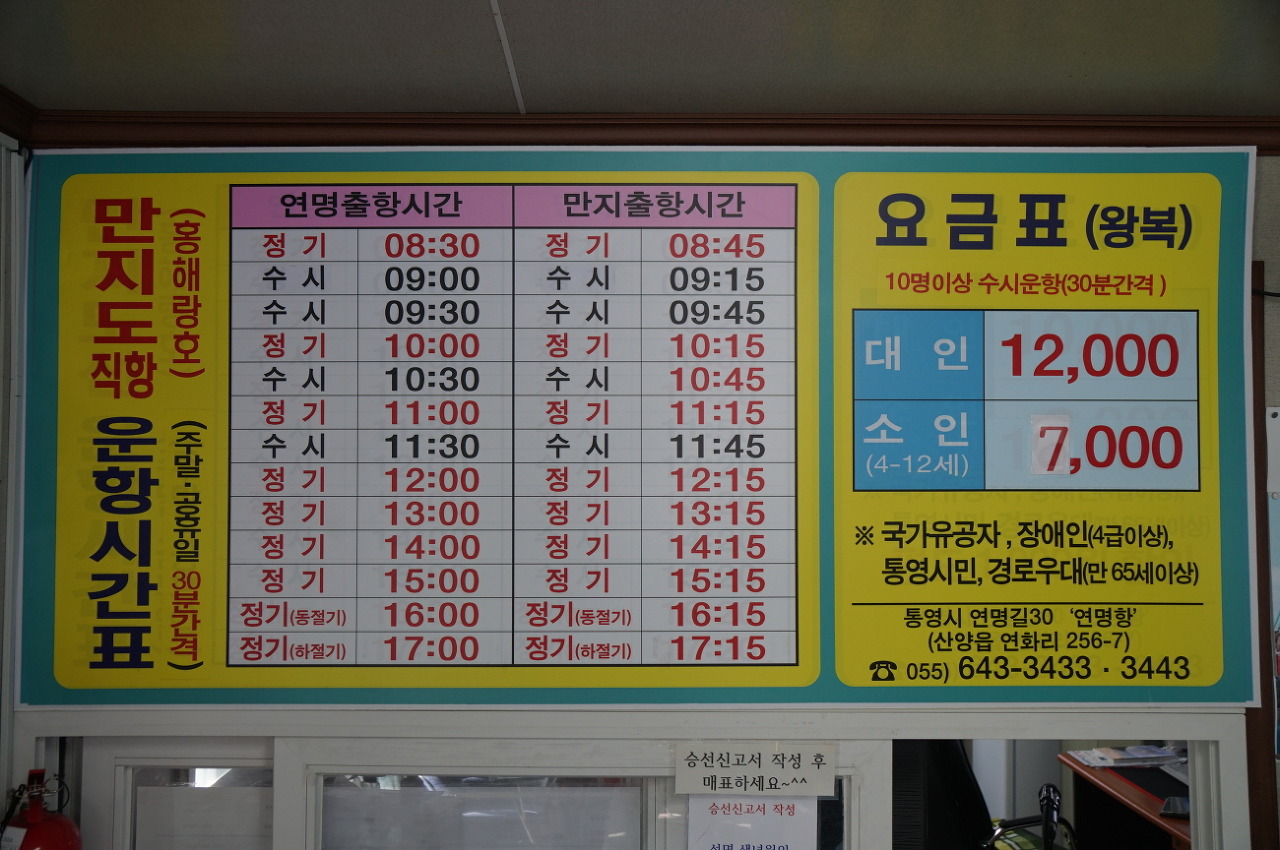 만지도
직항
(홍해랑호)
운항시간표
(주말·공휴일 30분간격)
연명출항시간 만지출항시간
정 기 08:30 정 기 08:45
수 시 09:00 수 시 09:15
수 시 09:30 수 시 09:45
정 기 10:00 정 기 10:15
수 시 10:30 수 시 10:45
정 기 11:00 정 기 11:15
수 시 11:30 수 시 11:45
정 기 12:00 정 기 12:15
정 기 13:00 정 기 13:15
정 기 14:00 정 기 14:15
정 기 15:00 정 기 15:15
정기(동절기) 16:00 정기(동절기) 16:15
정기(하절기) 17:00 정기(하절기) 17:15
요금표 (왕복)
10명이상 수시운항(30분간격)
대 인 12,000
소 인 7,000
(4-12세)
※ 국가유공자, 장애인(4급이상),
통영시민, 경로우대(만 65세이상)
통영시 연명길30 ‘연명항’
(산양읍 연화리 256-7)
☎ 055) 643-3433 · 3443
승선신고서 작성 후
매표하세요~^^
승선신고서 작성